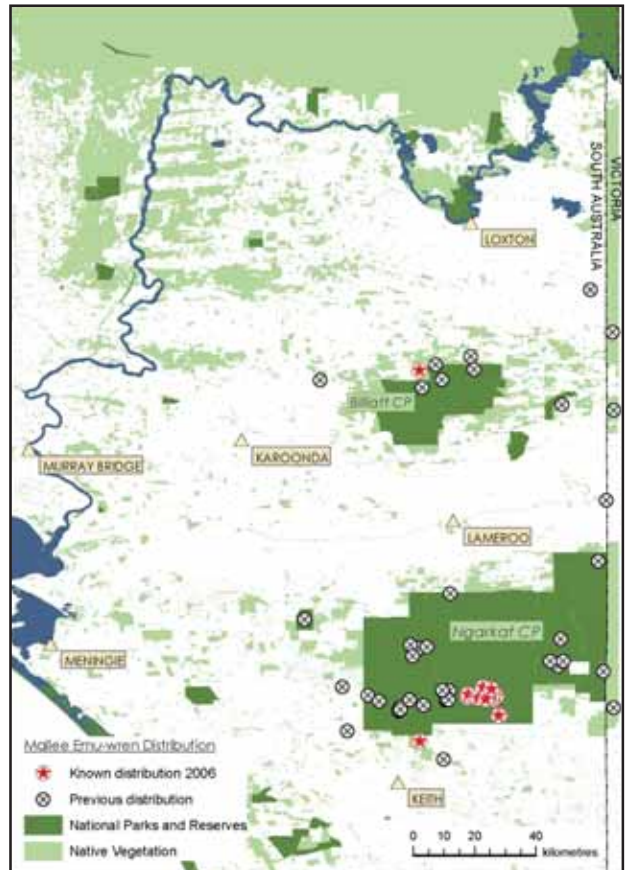 VICTORIA
SOUTH AUSTRALIA
LOXTON
Billiatt CP
MURRAY BRIDGE
KAROONDA
LAMEROO
Ngarkat CP
MENINGIE
Mallee Emu-wren Distribution
Known distribution 2006
Previous distribution
National Parks and Reserves
Native Vegetation
KEITH
0 10 20 40
kilometres